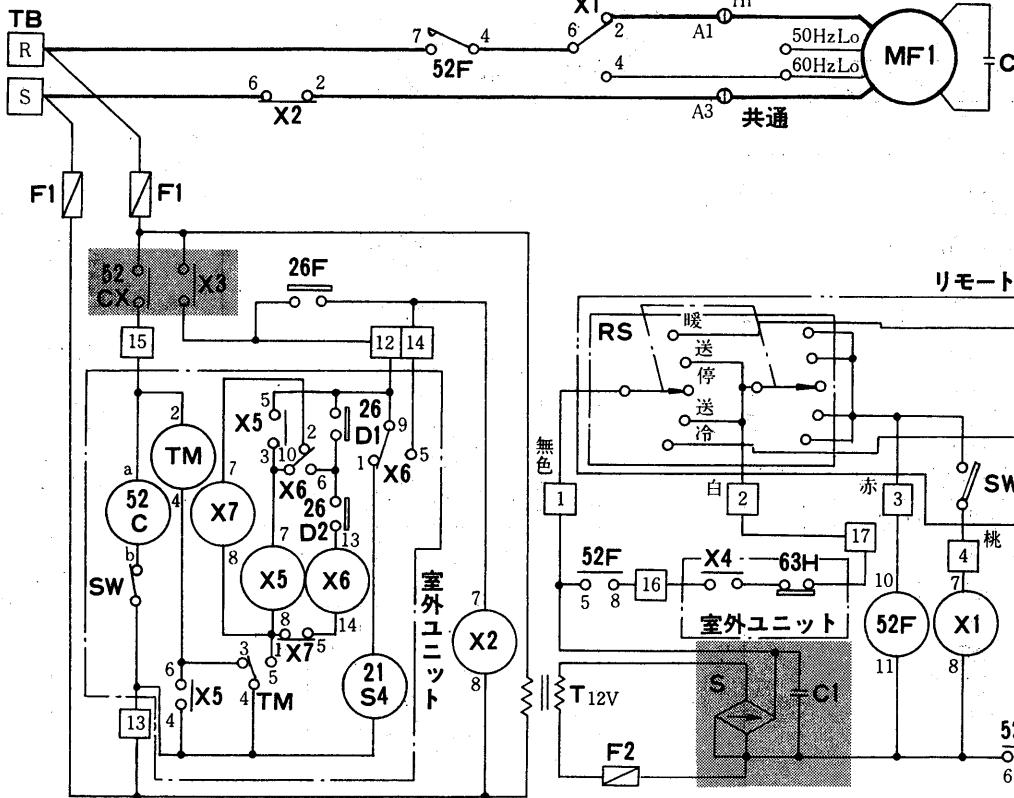 TB
R
S
7
52F
4
X1
6
2
4
A1
50HzLo
60HzLo
MF1
C
6
2
X2
A3
共通
F1
F1
52
CX
X3
26F
15
12
14
リモート
RS
暖
送
停
送
冷
無色
1
白
2
赤
3
SW
桃
4
17
5
X5
3
10
2
X6
6
26
D1
9
1
X6
5
26
D2
13
2
TM
4
a
52
C
b
SW
7
X7
8
7
X5
8
X6
14
X7
5
1
室外ユニット
21
S4
6
X5
4
3
4
TM
5
13
7
X2
8
T 12V
F2
52F
5
8
16
X4
63H
室外ユニット
S
C1
10
52F
11
7
X1
8
52
6